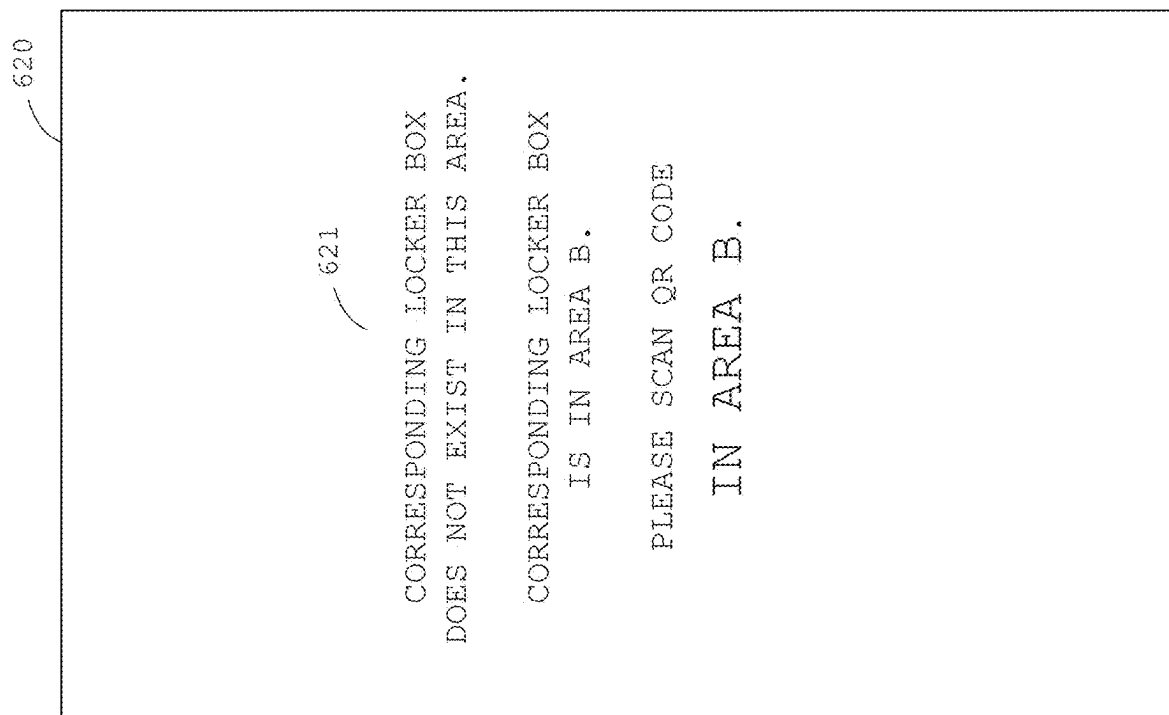 620
621
CORRESPONDING LOCKER BOX
DOES NOT EXIST IN THIS AREA.
CORRESPONDING LOCKER BOX
IS IN AREA B.
PLEASE SCAN QR CODE
IN AREA B.